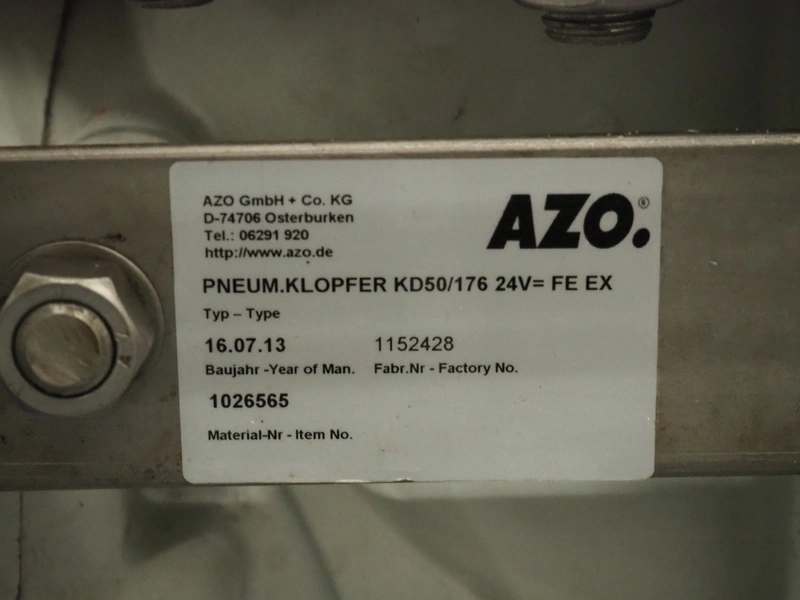 AZO GmbH + Co. KG
D-74706 Osterburken
Tel.: 06291 920
http://www.azo.de
AZO.®
PNEUM.KLOPFER KD50/176 24V= FE EX
Typ – Type
16.07.13 1152428
Baujahr -Year of Man. Fabr.Nr - Factory No.
1026565
Material-Nr - Item No.